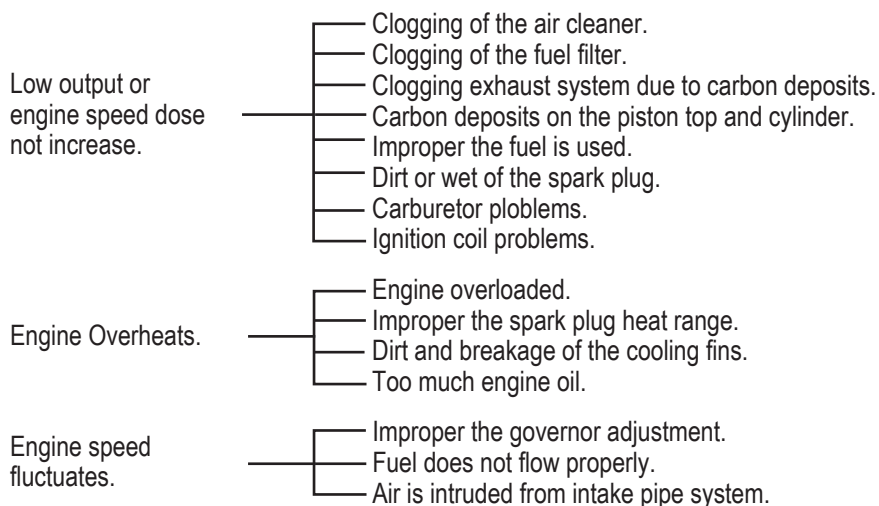 Low output or
engine speed dose
not increase.
Clogging of the air cleaner.
Clogging of the fuel filter.
Clogging exhaust system due to carbon deposits.
Carbon deposits on the piston top and cylinder.
Improper the fuel is used.
Dirt or wet of the spark plug.
Carburetor ploblems.
Ignition coil problems.
Engine Overheats.
Engine overloaded.
Improper the spark plug heat range.
Dirt and breakage of the cooling fins.
Too much engine oil.
Engine speed
fluctuates.
Improper the governor adjustment.
Fuel does not flow properly.
Air is intruded from intake pipe system.